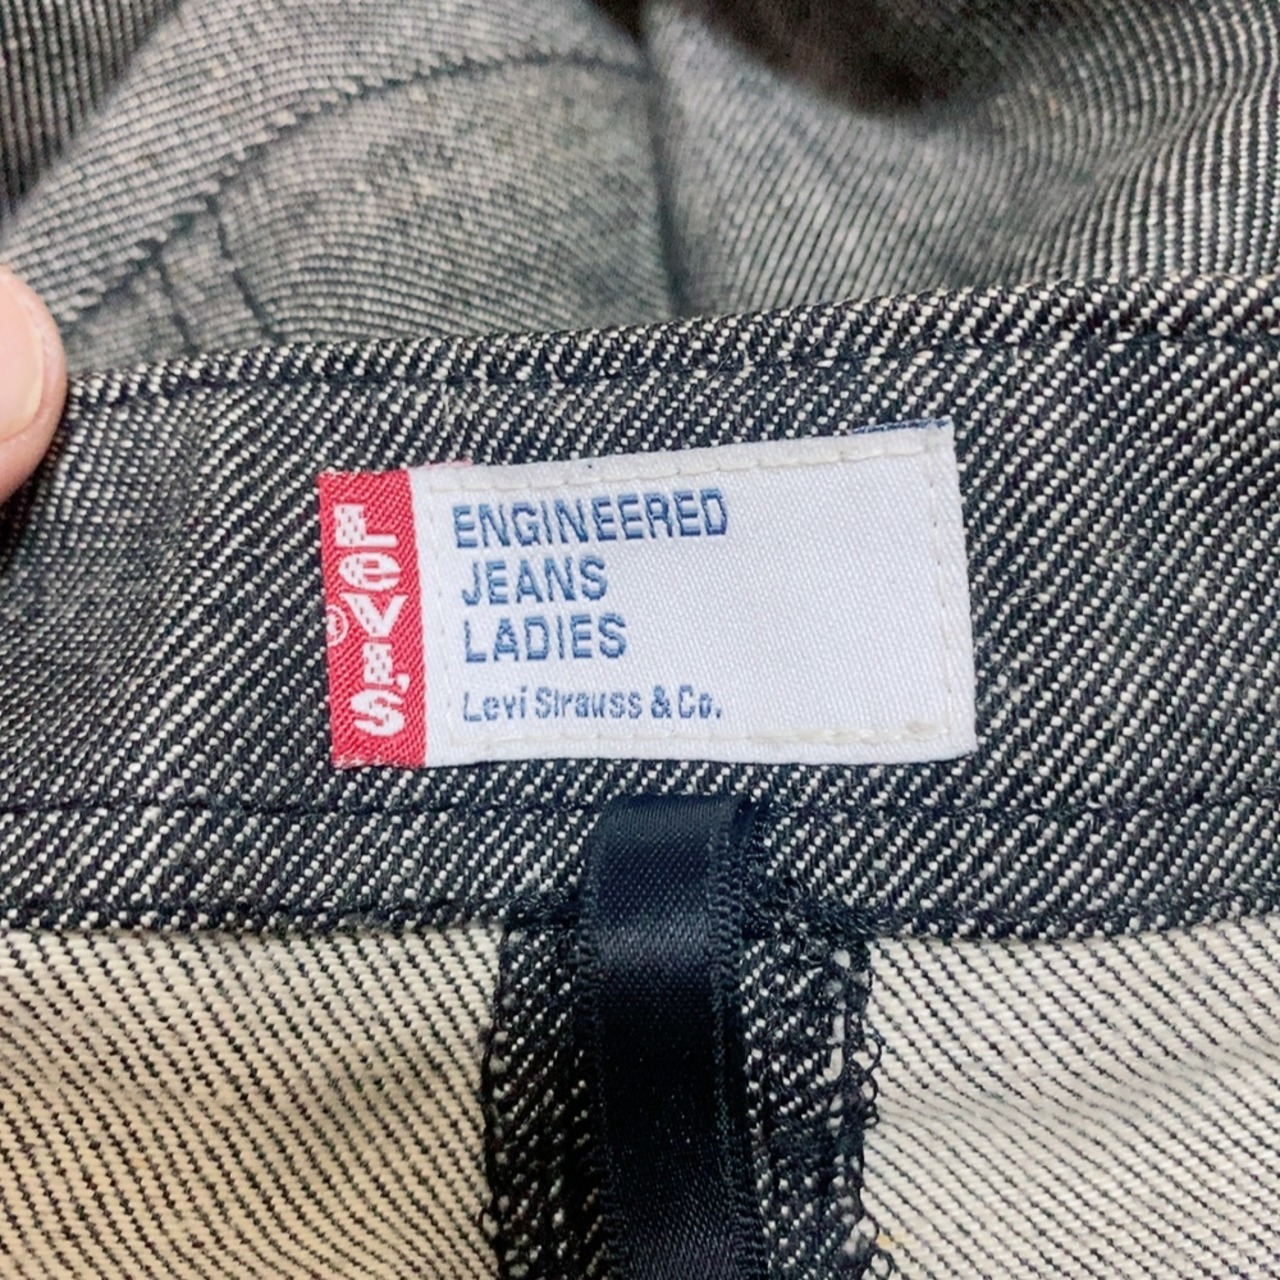 LEVI'S®
ENGINEERED
JEANS
LADIES
Levi Strauss & Co.